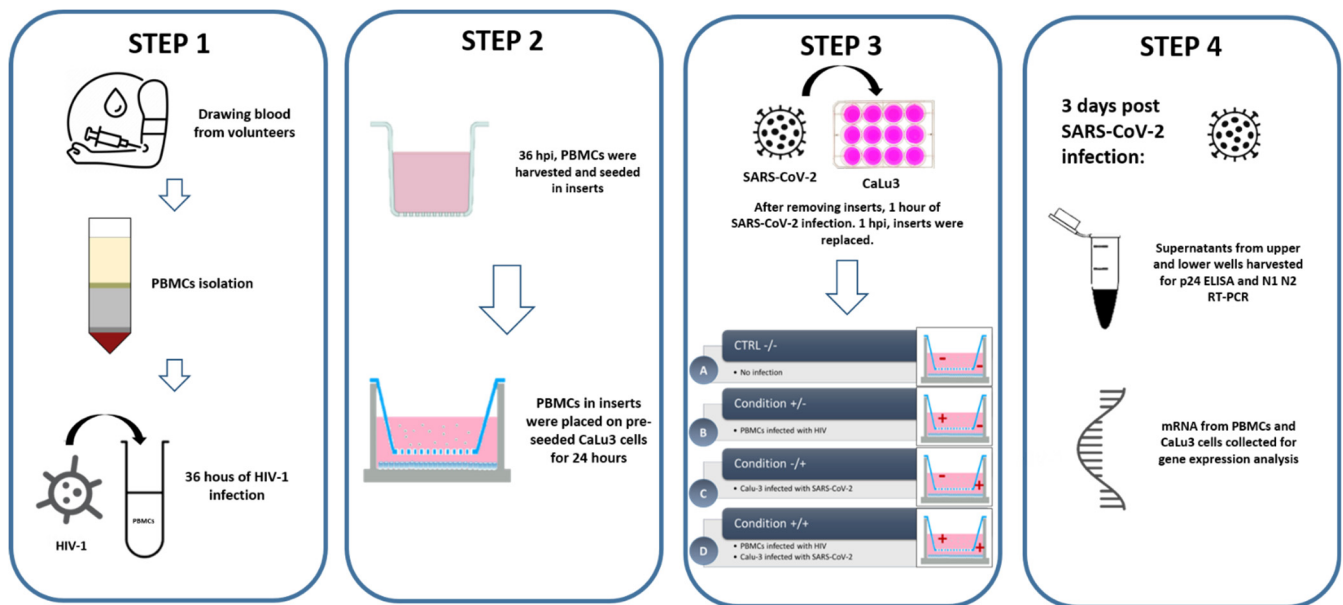 STEP 1
Drawing blood
from volunteers
PBMCs isolation
36 hous of HIV-1
infection
PBMCs
HIV-1
STEP 2
36 hpi, PBMCs were
harvested and seeded
in inserts
PBMCs in inserts
were placed on pre-
seeded CaLu3 cells
for 24 hours
STEP 3
SARS-CoV-2
CaLu3
After removing inserts, 1 hour of
SARS-CoV-2 infection. 1 hpi, inserts were
replaced.
CTRL -/-
A
• No infection
- -
Condition +/-
B
• PBMCs infected with HIV
+ -
Condition -/+
C
• Calu-3 infected with SARS-CoV-2
- +
Condition +/+
D
• PBMCs infected with HIV
• Calu-3 infected with SARS-CoV-2
+ +
STEP 4
3 days post
SARS-CoV-2
infection:
Supernatants from upper
and lower wells harvested
for p24 ELISA and N1 N2
RT-PCR
mRNA from PBMCs and
CaLu3 cells collected for
gene expression analysis